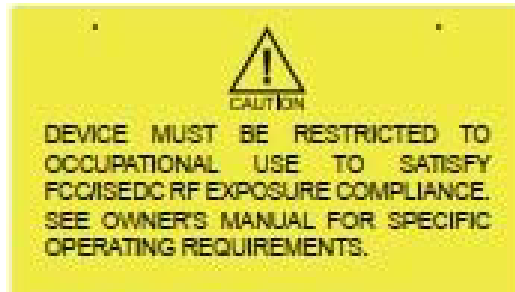 CAUTION
DEVICE MUST BE RESTRICTED TO
OCCUPATIONAL USE TO SATISFY
FCC/ISEDC RF EXPOSURE COMPLIANCE.
SEE OWNER'S MANUAL FOR SPECIFIC
OPERATING REQUIREMENTS.